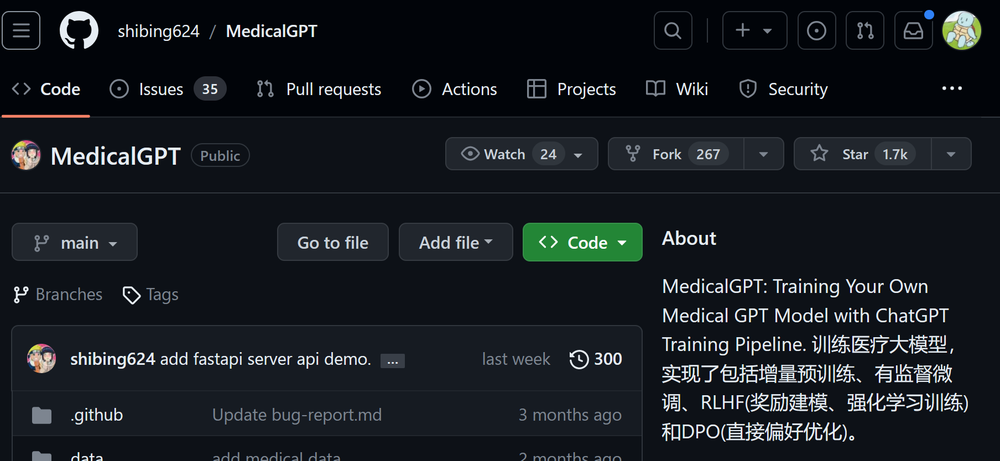 shibing624 / MedicalGPT
Code Issues 35 Pull requests Actions Projects Wiki Security
MedicalGPT Public Watch 24 Fork 267 Star 1.7k
main Go to file Add file Code
Branches Tags
shibing624 add fastapi server api demo. ... last week 300
.github Update bug-report.md 3 months ago
data add medical data 2 months ago
About
MedicalGPT: Training Your Own
Medical GPT Model with ChatGPT
Training Pipeline. 训练医疗大模型，
实现了包括增量预训练、有监督微
调、RLHF(奖励建模、强化学习训练)
和DPO(直接偏好优化)。